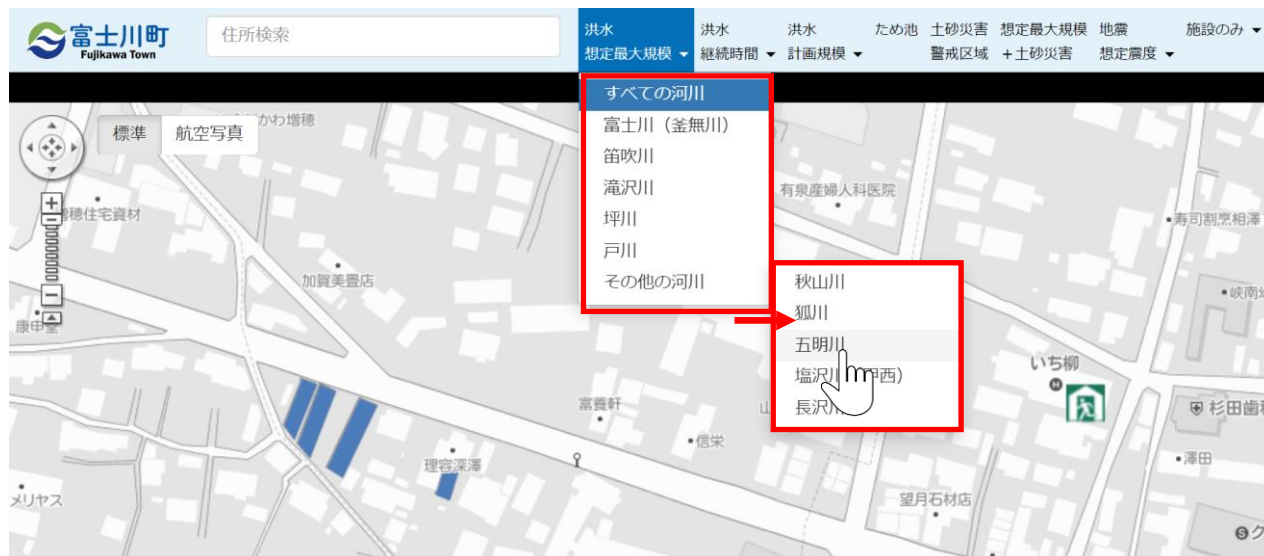 富士川町
Fujikawa Town
住所検索
洪水
想定最大規模
洪水
継続時間
洪水
計画規模
ため池
土砂災害
警戒区域
想定最大規模
+土砂災害
地震
想定震度
施設のみ
すべての河川
富士川(釜無川)
笛吹川
滝沢川
坪川
戸川
その他の河川
秋山川
狐川
五明川
塩沢川
西)
長沢川
標準
航空写真
かわ増穂
穂住宅資材
加賀美畳店
有泉産婦人科医院
寿司割烹相澤
峡南
いち柳
H
杉田歯
澤田
富養軒
信栄
理容深澤
メリヤス
望月石材店